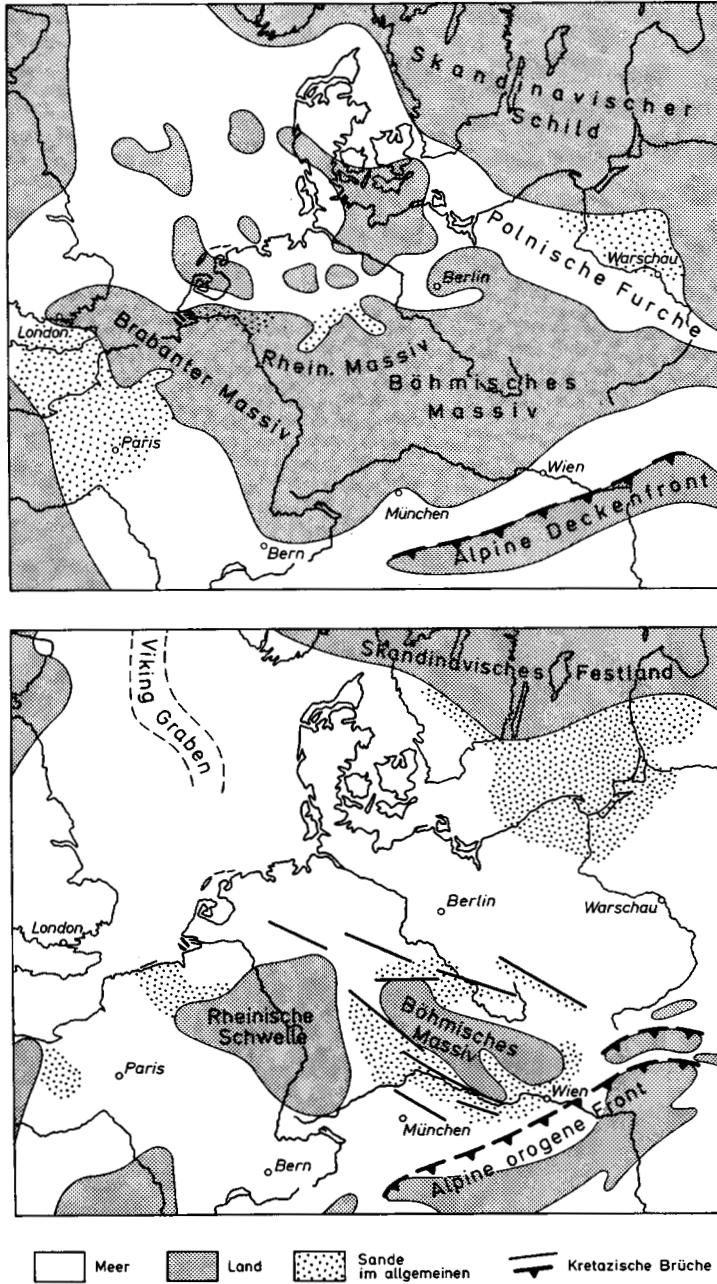 Skandinavischer
Schild
Polnische Furche
Warschau
Berlin
London
Brabanter Massiv
Rhein. Massiv
Böhmisches
Massiv
Paris
Wien
München
Alpine Deckenfront
Bern
Skandinavisches Festland
Viking Graben
Berlin
Warschau
London
Rheinische
Schwelle
Böhmisches
Massiv
Paris
Wien
München
Alpine orogene Front
Bern
Meer
Land
Sande
im allgemeinen
Kretazische Brüche